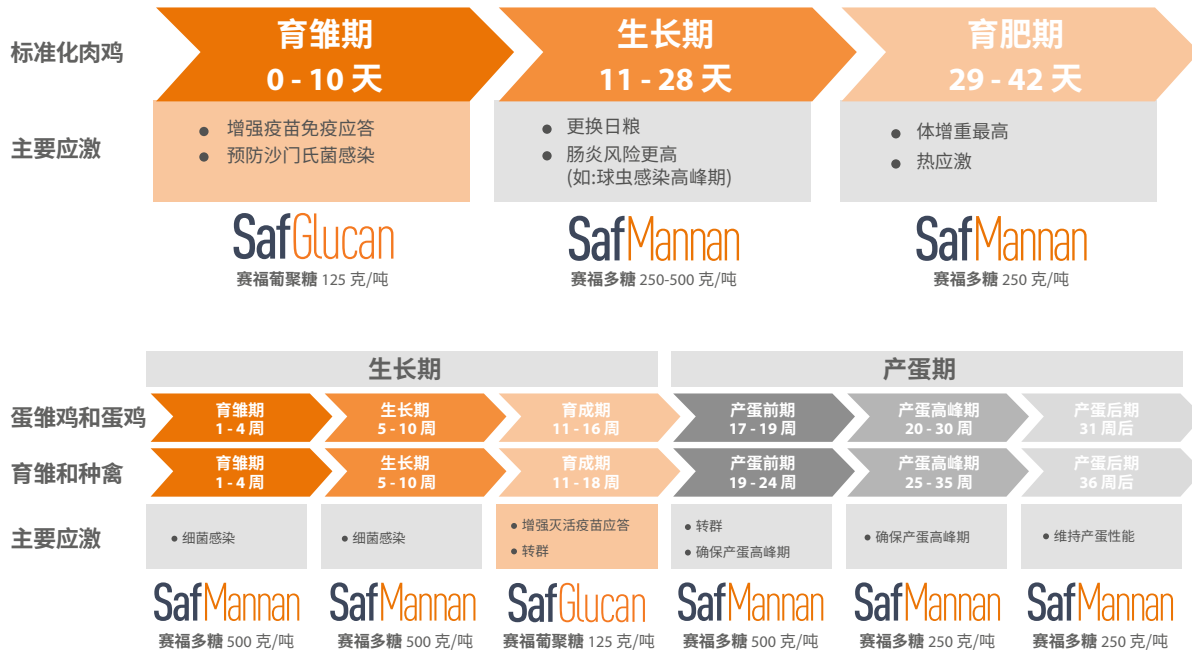 标准化肉鸡
育雏期
0 - 10 天
生长期
11 - 28 天
育肥期
29 - 42 天
主要应激
● 增强疫苗免疫应答
● 预防沙门氏菌感染
● 更换日粮
● 肠炎风险更高
(如:球虫感染高峰期)
● 体增重最高
● 热应激
SafGlucan
赛福葡聚糖 125 克/吨
SafMannan
赛福多糖 250-500 克/吨
SafMannan
赛福多糖 250 克/吨
生长期
产蛋期
蛋雏鸡和蛋鸡
育雏期
1 - 4 周
生长期
5 - 10 周
育成期
11 - 16 周
产蛋前期
17 - 19 周
产蛋高峰期
20 - 30 周
产蛋后期
31 周后
育雏和种禽
育雏期
1 - 4 周
生长期
5 - 10 周
育成期
11 - 18 周
产蛋前期
19 - 24 周
产蛋高峰期
25 - 35 周
产蛋后期
36 周后
主要应激
● 细菌感染
● 细菌感染
● 增强灭活疫苗应答
● 转群
● 转群
● 确保产蛋高峰期
● 确保产蛋高峰期
● 维持产蛋性能
SafMannan
赛福多糖 500 克/吨
SafMannan
赛福多糖 500 克/吨
SafGlucan
赛福葡聚糖 125 克/吨
SafMannan
赛福多糖 500 克/吨
SafMannan
赛福多糖 250 克/吨
SafMannan
赛福多糖 250 克/吨